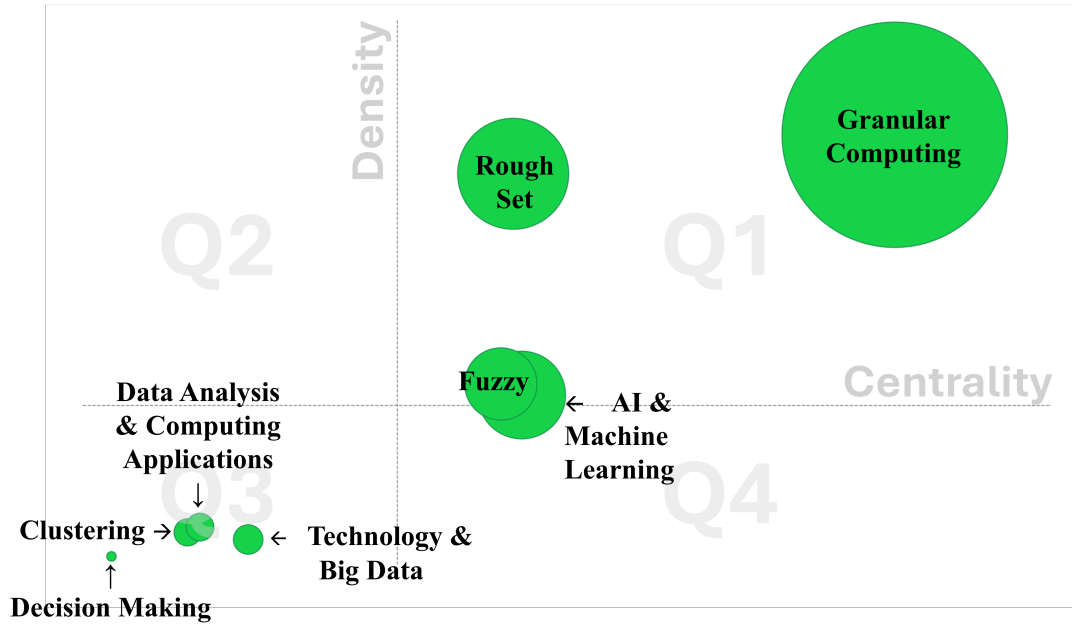 Density
Granular
Computing
Rough
Set
Q2
Q1
Fuzzy
Centrality
Data Analysis
& Computing
Applications
← AI &
Machine
Learning
Q3
Q4
Clustering →
↓
← Technology &
Big Data
↑
Decision Making